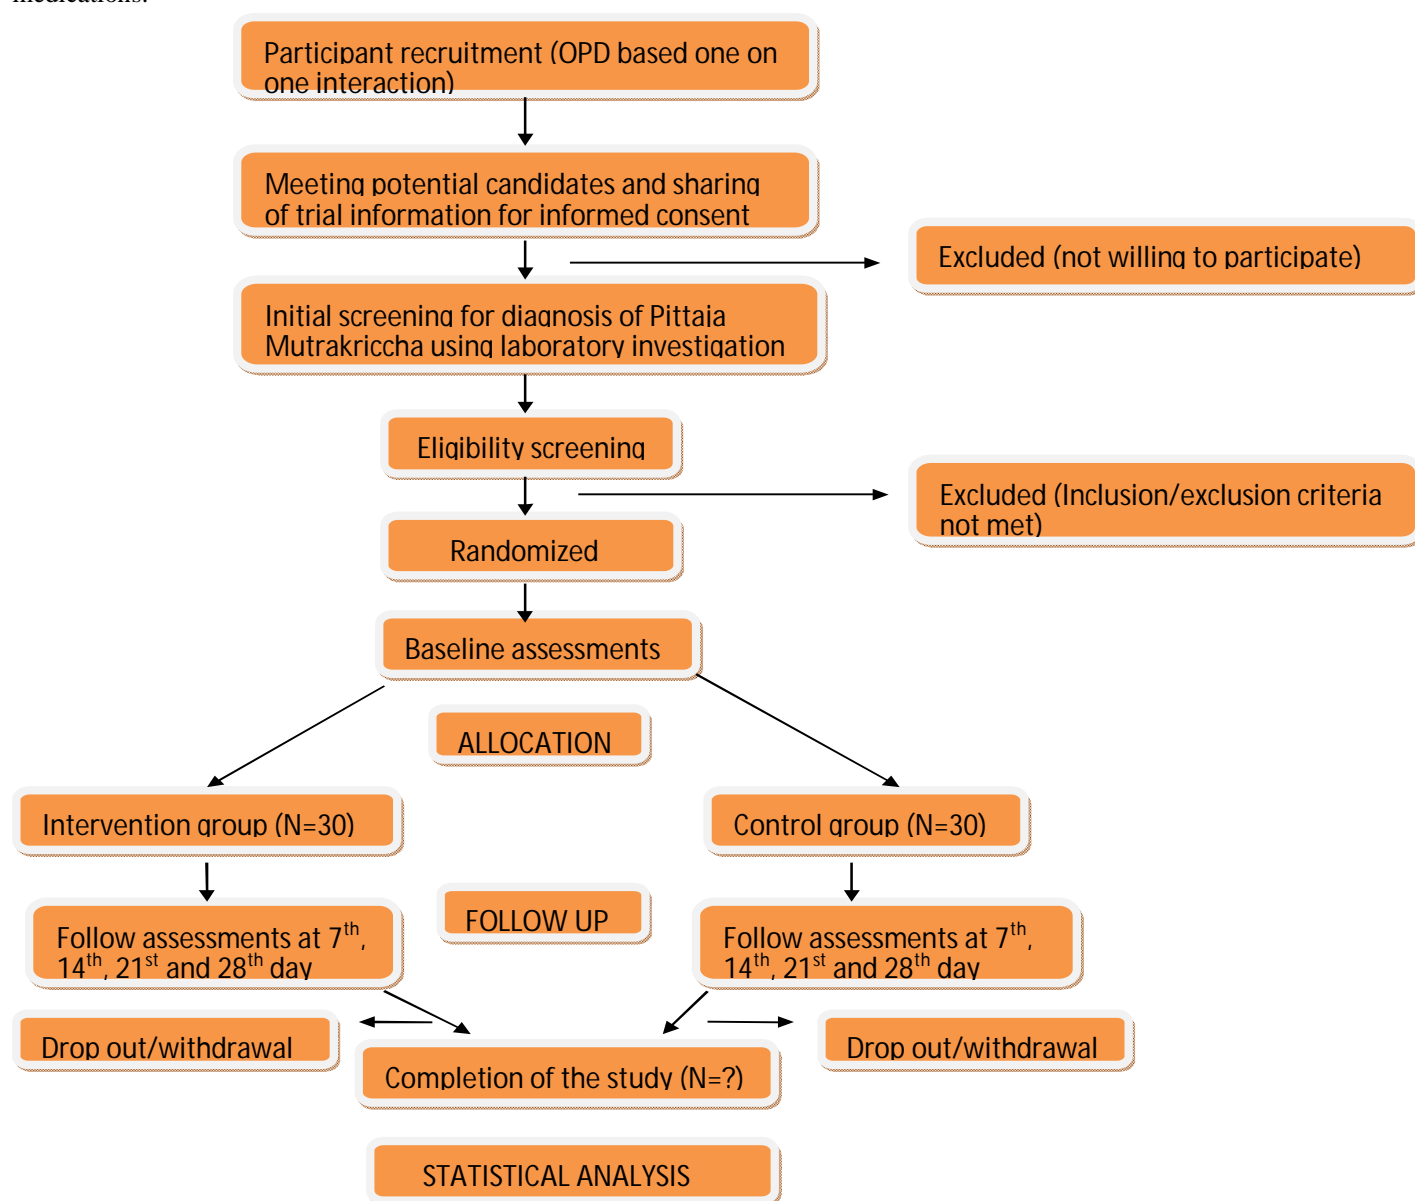 medications.
Participant recruitment (OPD based one on
one interaction)
Meeting potential candidates and sharing
of trial information for informed consent
Excluded (not willing to participate)
Initial screening for diagnosis of Pittaja
Mutrakriccha using laboratory investigation
Eligibility screening
Excluded (Inclusion/exclusion criteria
not met)
Randomized
Baseline assessments
ALLOCATION
Intervention group (N=30)
Control group (N=30)
FOLLOW UP
Follow assessments at 7th,
14th, 21st and 28th day
Follow assessments at 7th,
14th, 21st and 28th day
Drop out/withdrawal
Drop out/withdrawal
Completion of the study (N=?)
STATISTICAL ANALYSIS